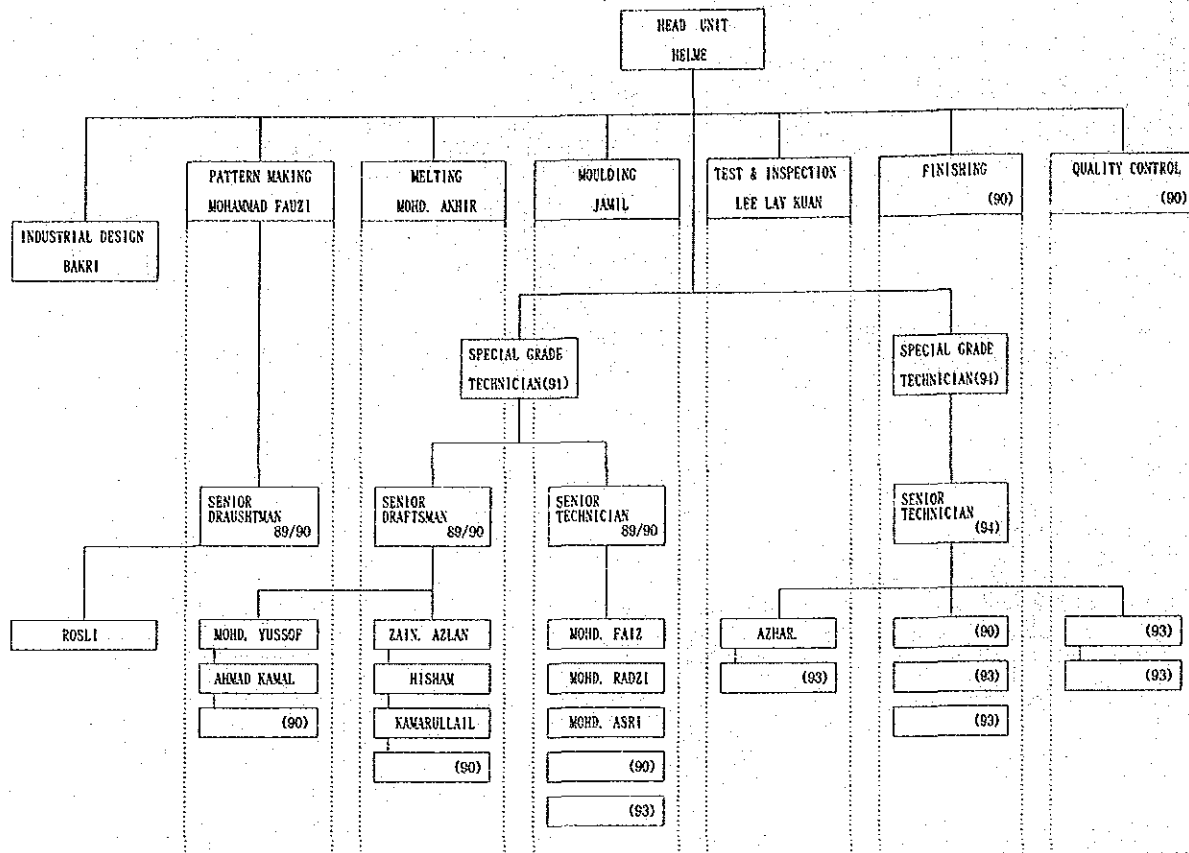 HEAD UNIT
HELME
PATTERN MAKING
MOHAMMAD FAUZI
MELTING
MOHD. AKHIR
MOULDING
JAMIL
TEST & INSPECTION
LEE LAY KUAN
FINISHING
(90)
QUALITY CONTROL
(90)
INDUSTRIAL DESIGN
BAKRI
SPECIAL GRADE
TECHNICIAN(91)
SPECIAL GRADE
TECHNICIAN(94)
SENIOR
DRAUSHTMAN
89/90
SENIOR
DRAFTSMAN
89/90
SENIOR
TECHNICIAN
89/90
SENIOR
TECHNICIAN
(94)
ROSLI
MOHD. YUSSOF
AHMAD KAMAL
(90)
ZAIN. AZLAN
HISHAM
KAMARULLAIL
(90)
MOHD. FAIZ
MOHD. RADZI
MOHD. ASRI
(90)
(93)
AZHAR.
(93)
(90)
(93)
(93)
(93)
(93)